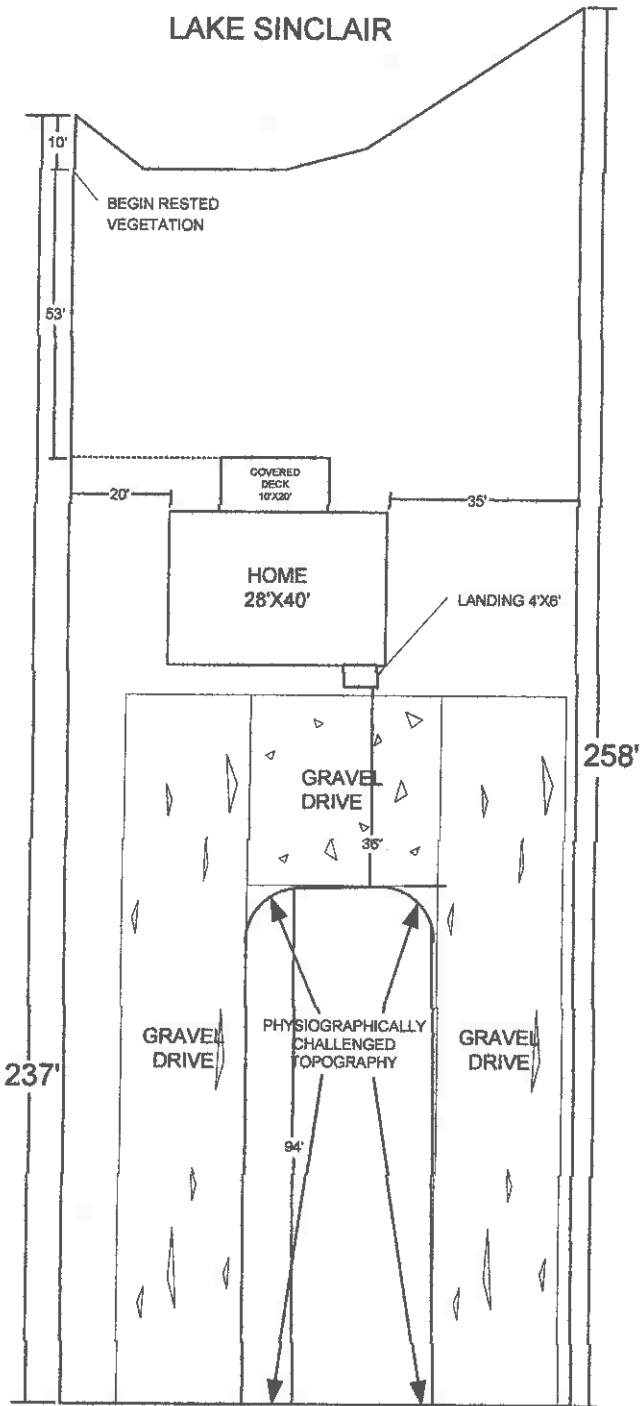 LAKE SINCLAIR
10'
BEGIN RESTED
VEGETATION
53'
COVERED
DECK
10'X20'
20'
35'
HOME
28'X40'
LANDING 4'X6'
258'
GRAVEL
DRIVE
36'
PHYSIOGRAPHICALLY
CHALLENGED
TOPOGRAPHY
GRAVEL
DRIVE
GRAVEL
DRIVE
237'
94'